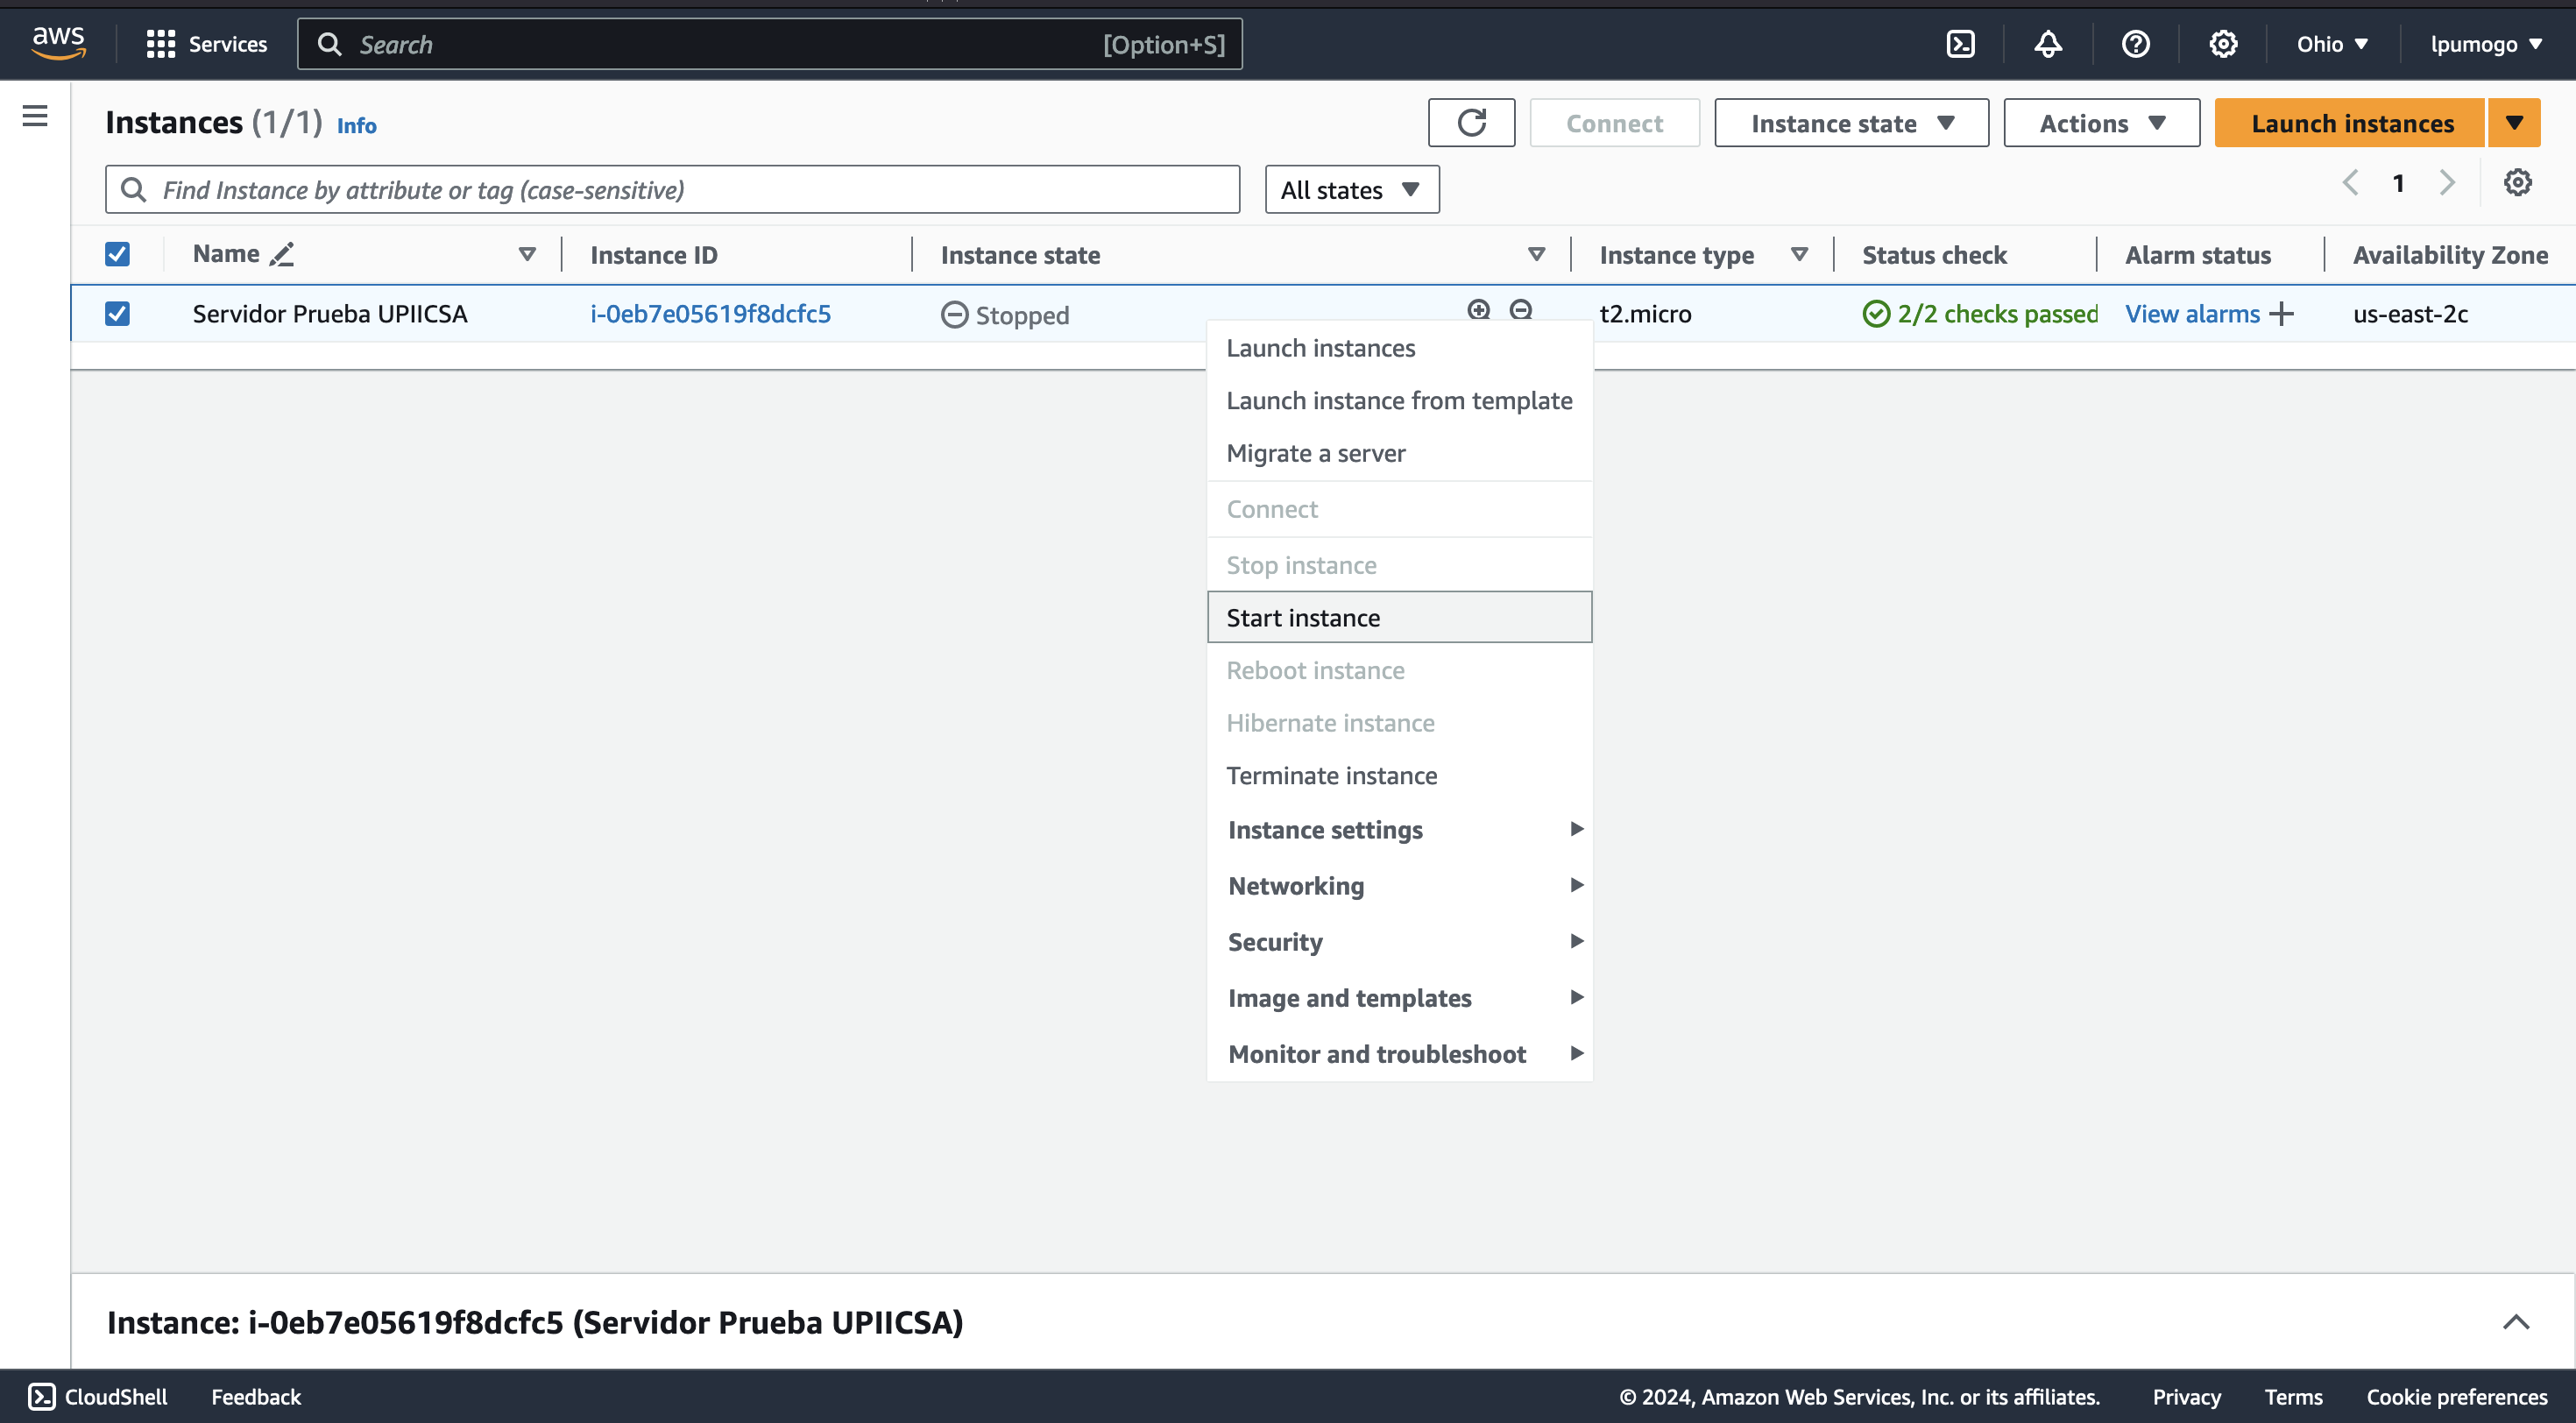 aws Services Search [Option+S] Ohio lpumogo
Instances (1/1) Info Connect Instance state Actions Launch instances
Find Instance by attribute or tag (case-sensitive) All states 1
Name Instance ID Instance state Instance type Status check Alarm status Availability Zone
Servidor Prueba UPIICSA i-0eb7e05619f8dcfc5 Stopped t2.micro 2/2 checks passed View alarms us-east-2c
Launch instances
Launch instance from template
Migrate a server
Connect
Stop instance
Start instance
Reboot instance
Hibernate instance
Terminate instance
Instance settings
Networking
Security
Image and templates
Monitor and troubleshoot
Instance: i-0eb7e05619f8dcfc5 (Servidor Prueba UPIICSA)
CloudShell Feedback © 2024, Amazon Web Services, Inc. or its affiliates. Privacy Terms Cookie preferences